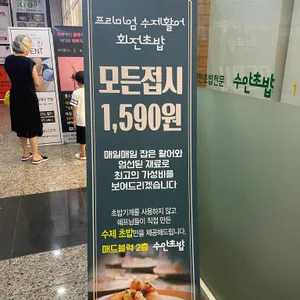 프리미엄 수제활어
회전초밥
모든접시
1,590원
매일매일 잡은 활어와
엄선된 재료로
최고의 가성비를
보여드리겠습니다
초밥기계를 사용하지 않고
쉐프님들이 직접 만든
수제 초밥만을 제공해드립니다.
매드블럭 2층 수안초밥
초밥전문 수안초밥